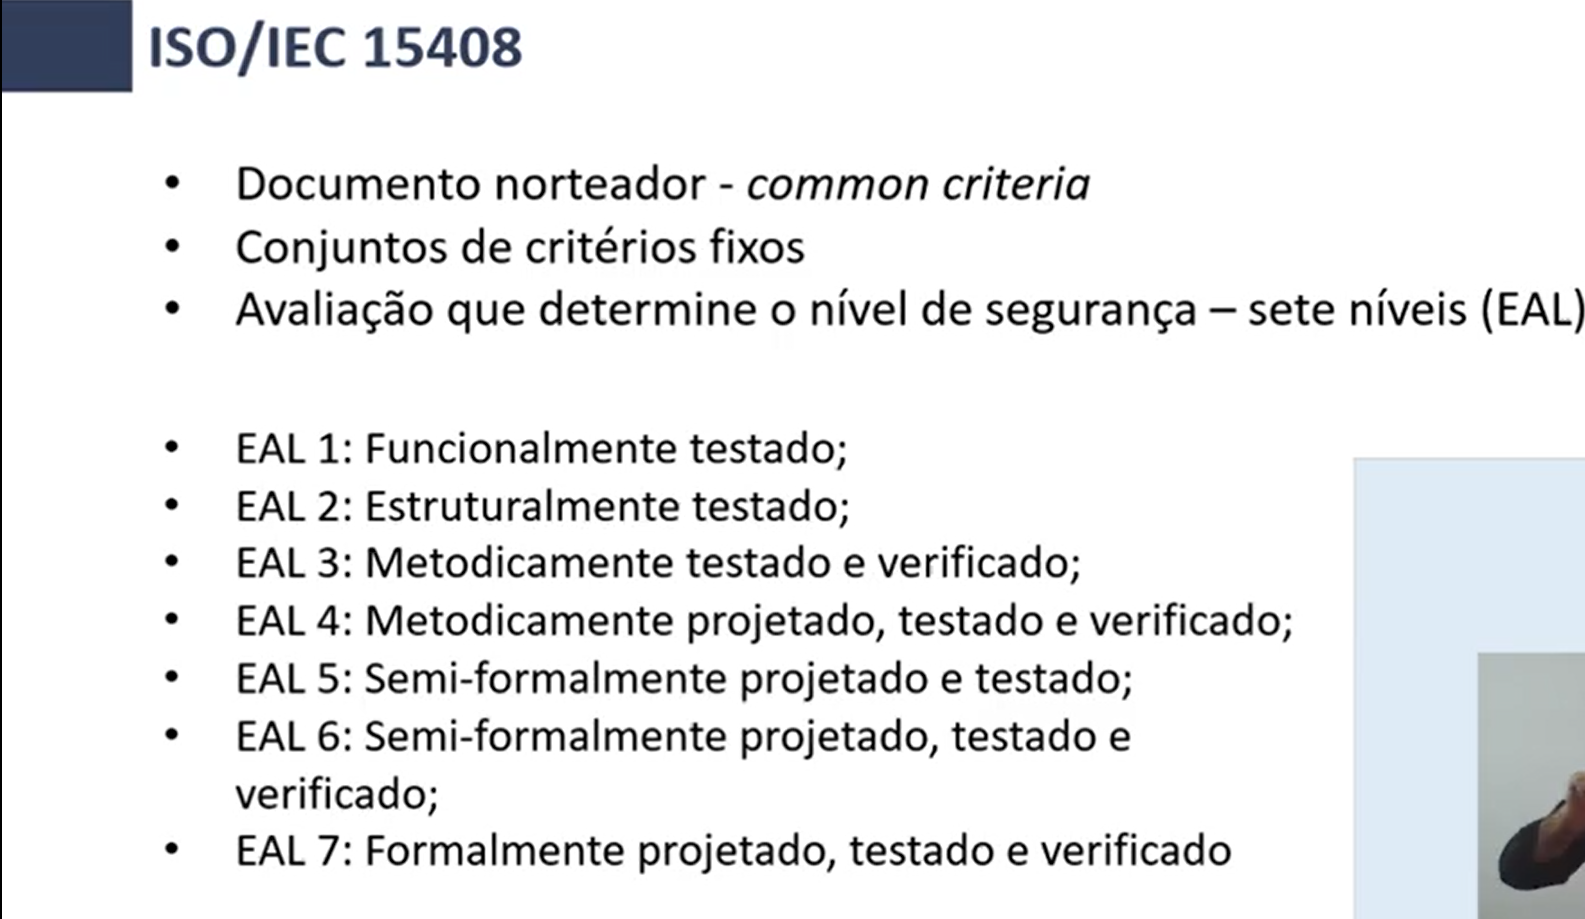 ISO/IEC 15408
• Documento norteador - common criteria
• Conjuntos de critérios fixos
• Avaliação que determine o nível de segurança – sete níveis (EAL)
• EAL 1: Funcionalmente testado;
• EAL 2: Estruturalmente testado;
• EAL 3: Metodicamente testado e verificado;
• EAL 4: Metodicamente projetado, testado e verificado;
• EAL 5: Semi-formalmente projetado e testado;
• EAL 6: Semi-formalmente projetado, testado e
verificado;
• EAL 7: Formalmente projetado, testado e verificado